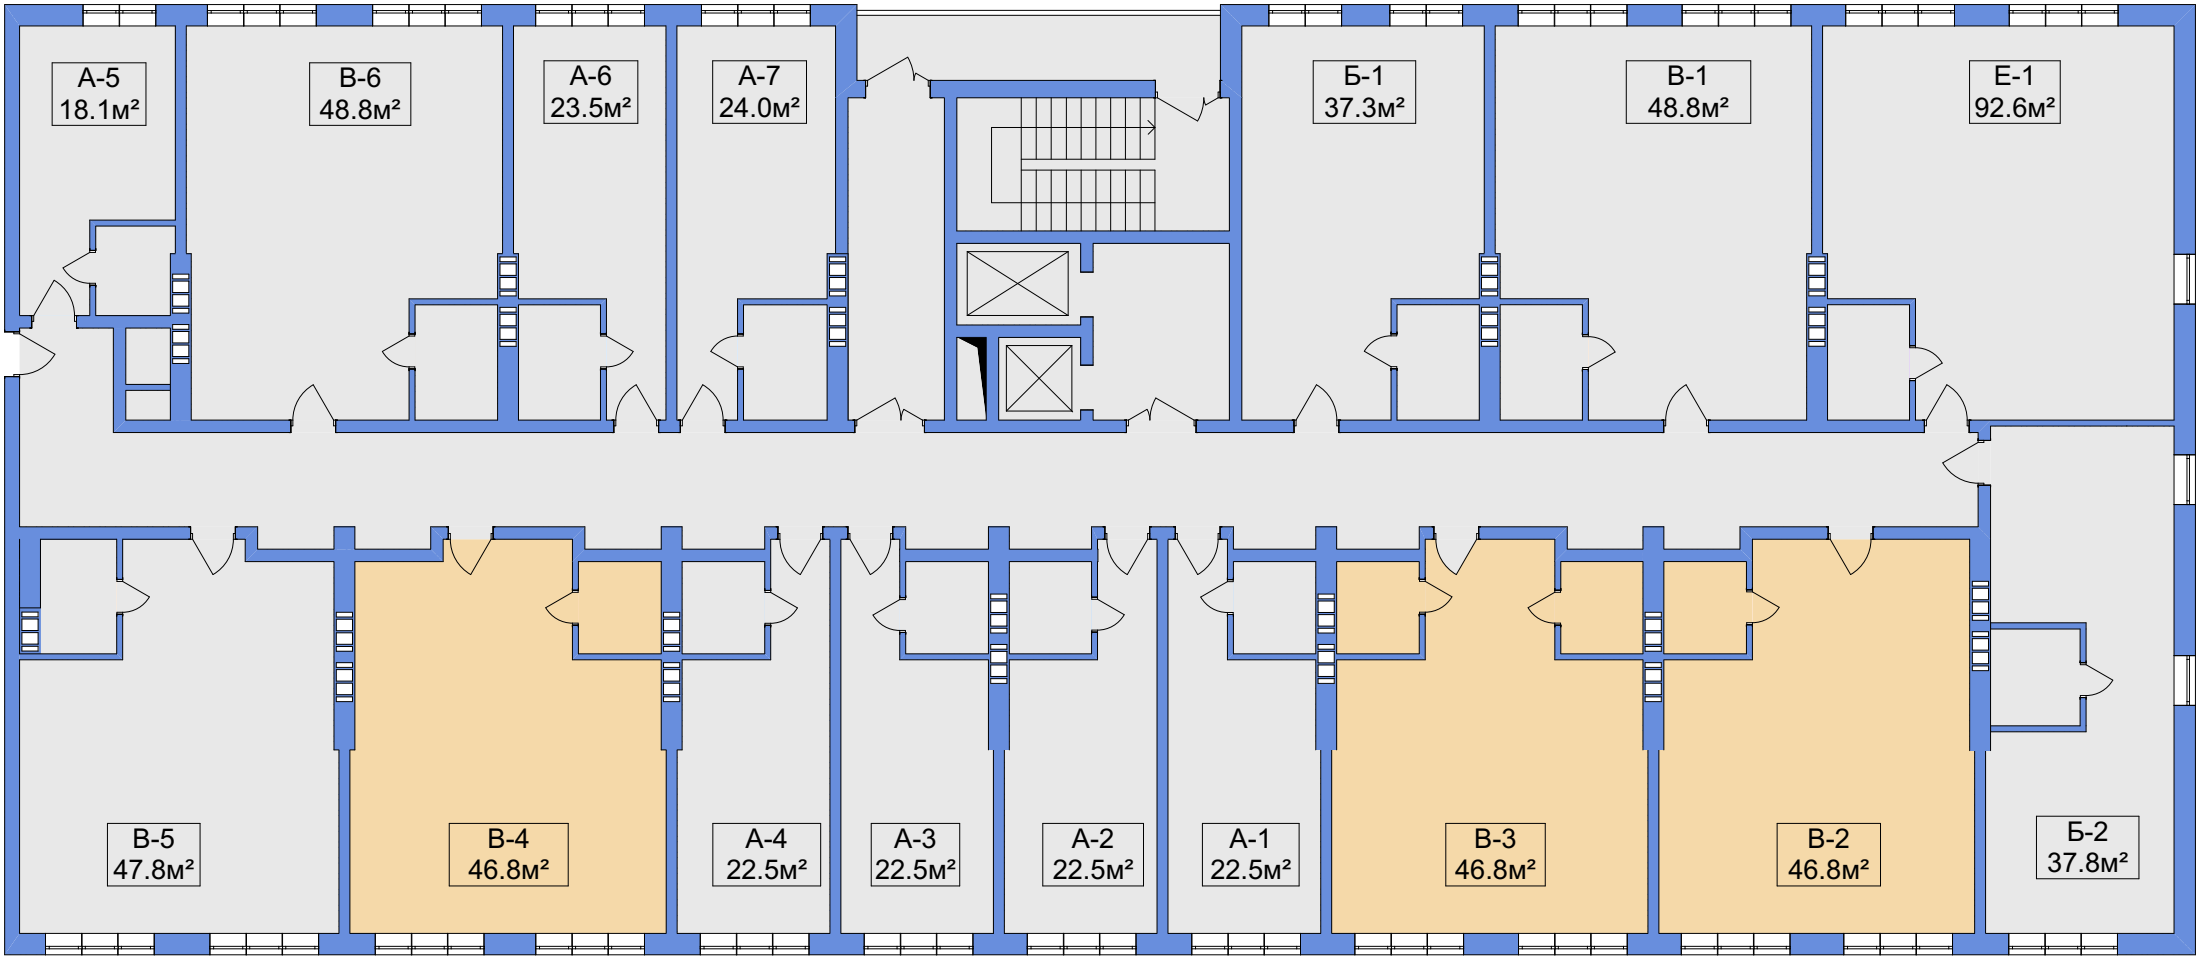 А-5
18.1м²
В-6
48.8м²
А-6
23.5м²
А-7
24.0м²
Б-1
37.3м²
В-1
48.8м²
Е-1
92.6м²
В-5
47.8м²
В-4
46.8м²
А-4
22.5м²
А-3
22.5м²
А-2
22.5м²
А-1
22.5м²
В-3
46.8м²
В-2
46.8м²
Б-2
37.8м²